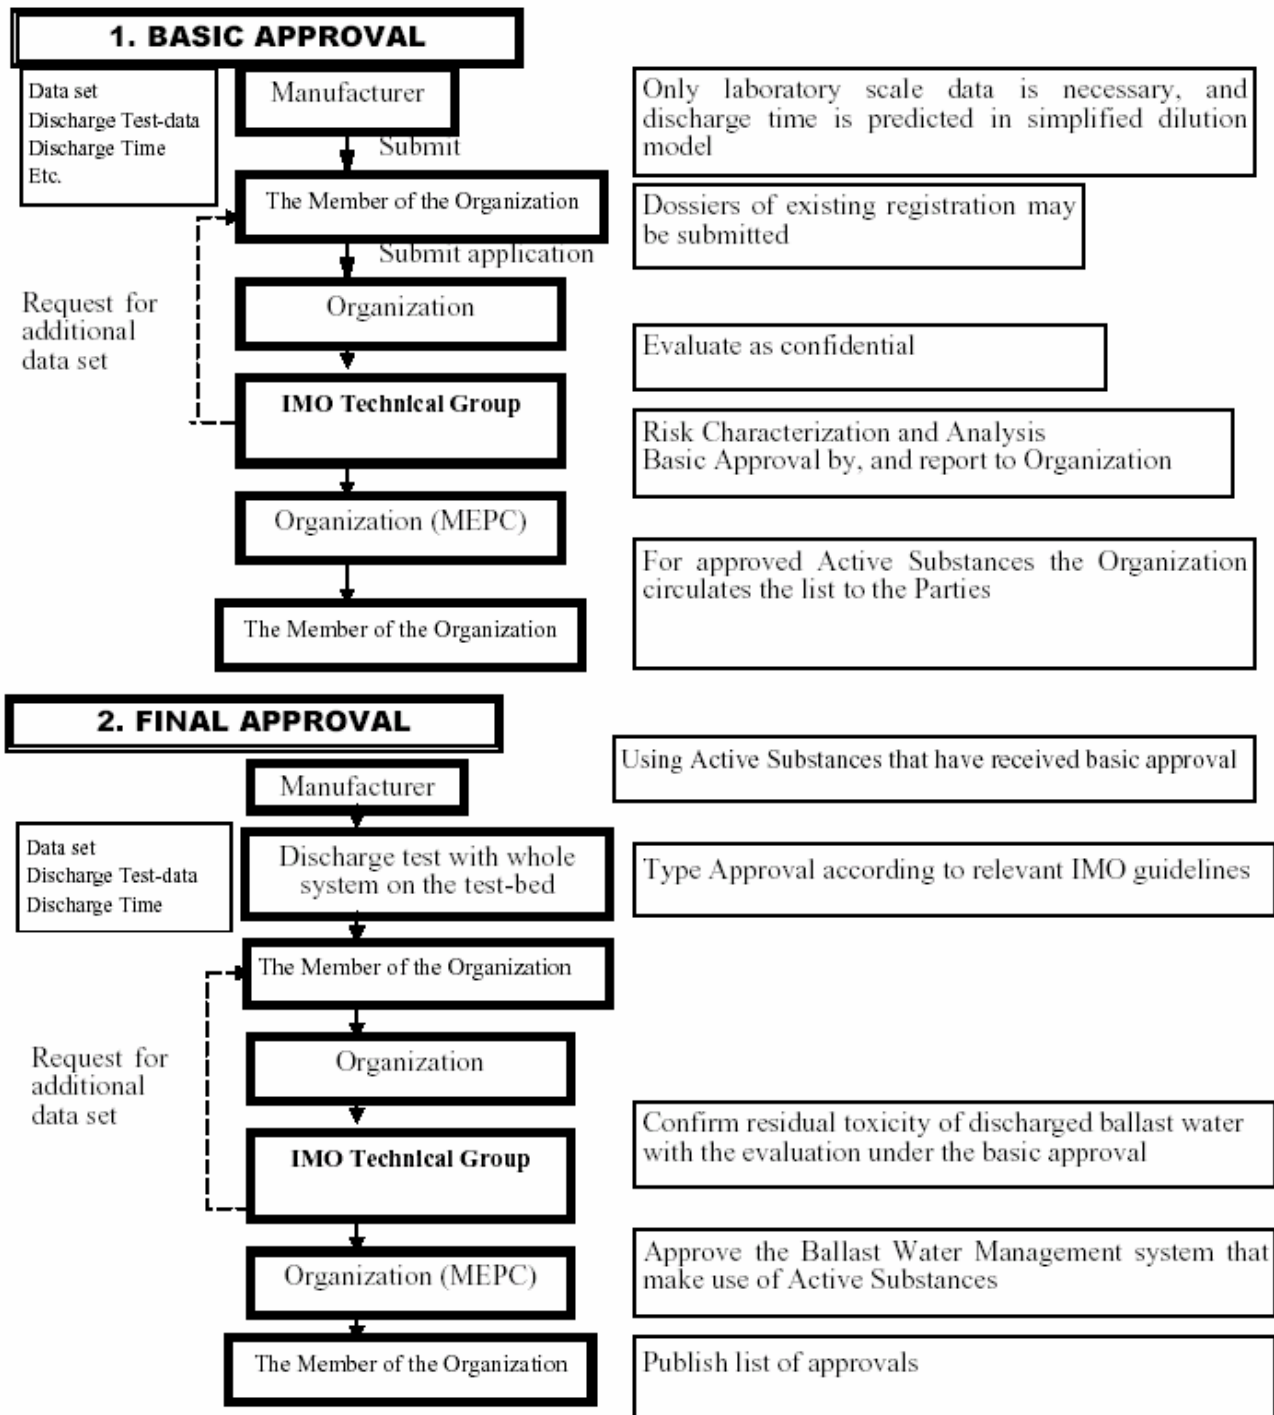 1. BASIC APPROVAL
Data set
Discharge Test-data
Discharge Time
Etc.
Manufacturer
Submit
Only laboratory scale data is necessary, and
discharge time is predicted in simplified dilution
model
The Member of the Organization
Submit application
Dossiers of existing registration may
be submitted
Organization
Request for
additional
data set
Evaluate as confidential
IMO Technical Group
Risk Characterization and Analysis
Basic Approval by, and report to Organization
Organization (MEPC)
For approved Active Substances the Organization
circulates the list to the Parties
The Member of the Organization
2. FINAL APPROVAL
Using Active Substances that have received basic approval
Manufacturer
Data set
Discharge Test-data
Discharge Time
Discharge test with whole
system on the test-bed
Type Approval according to relevant IMO guidelines
The Member of the Organization
Organization
Request for
additional
data set
Confirm residual toxicity of discharged ballast water
with the evaluation under the basic approval
IMO Technical Group
Organization (MEPC)
Approve the Ballast Water Management system that
make use of Active Substances
The Member of the Organization
Publish list of approvals